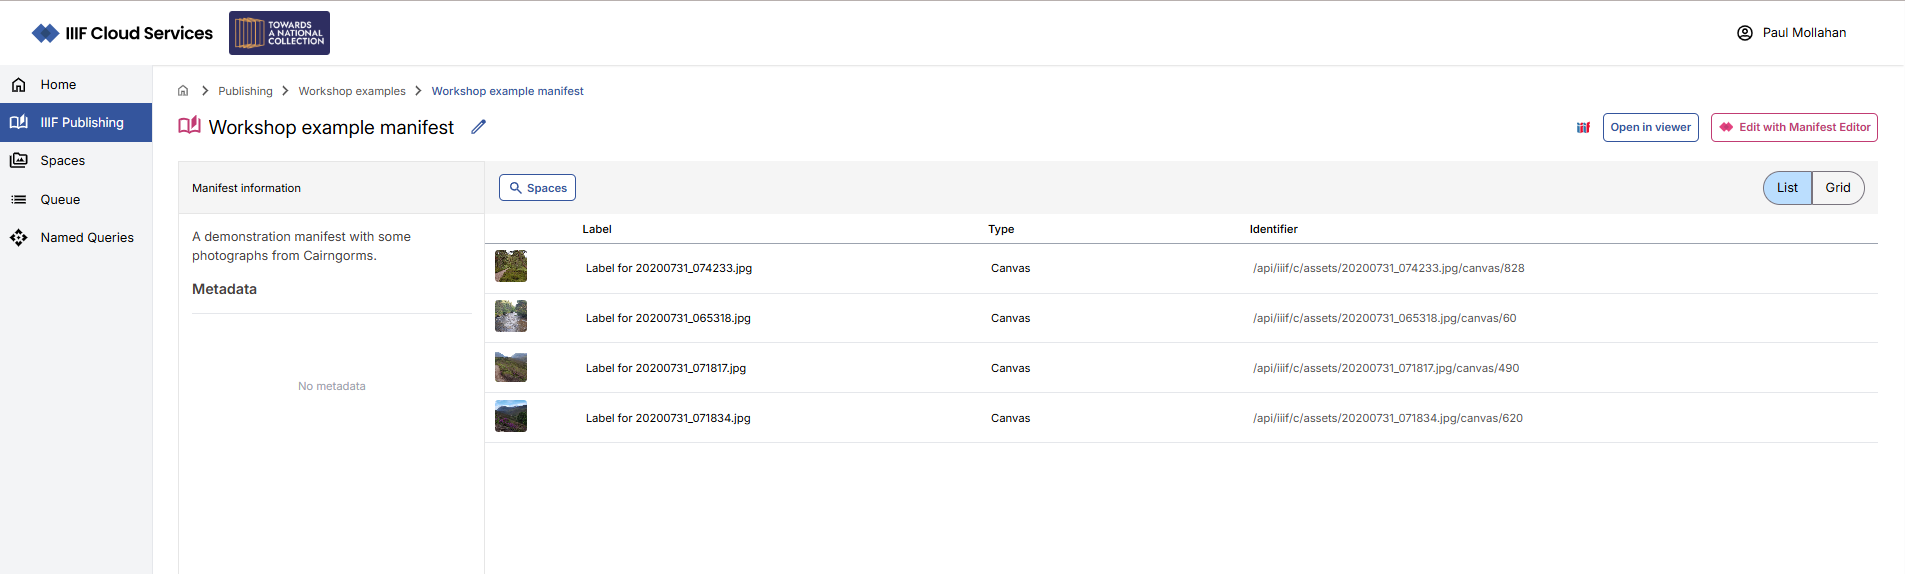 IIIF Cloud Services
TOWARDS
A NATIONAL
COLLECTION
Paul Mollahan
Home
IIIF Publishing
Spaces
Queue
Named Queries
Publishing
Workshop examples
Workshop example manifest
Workshop example manifest
iiif
Open in viewer
Edit with Manifest Editor
Manifest information
A demonstration manifest with some
photographs from Cairngorms.
Metadata
No metadata
Spaces
List
Grid
Label Type Identifier
Label for 20200731_074233.jpg Canvas /api/iiif/c/assets/20200731_074233.jpg/canvas/828
Label for 20200731_065318.jpg Canvas /api/iiif/c/assets/20200731_065318.jpg/canvas/60
Label for 20200731_071817.jpg Canvas /api/iiif/c/assets/20200731_071817.jpg/canvas/490
Label for 20200731_071834.jpg Canvas /api/iiif/c/assets/20200731_071834.jpg/canvas/620